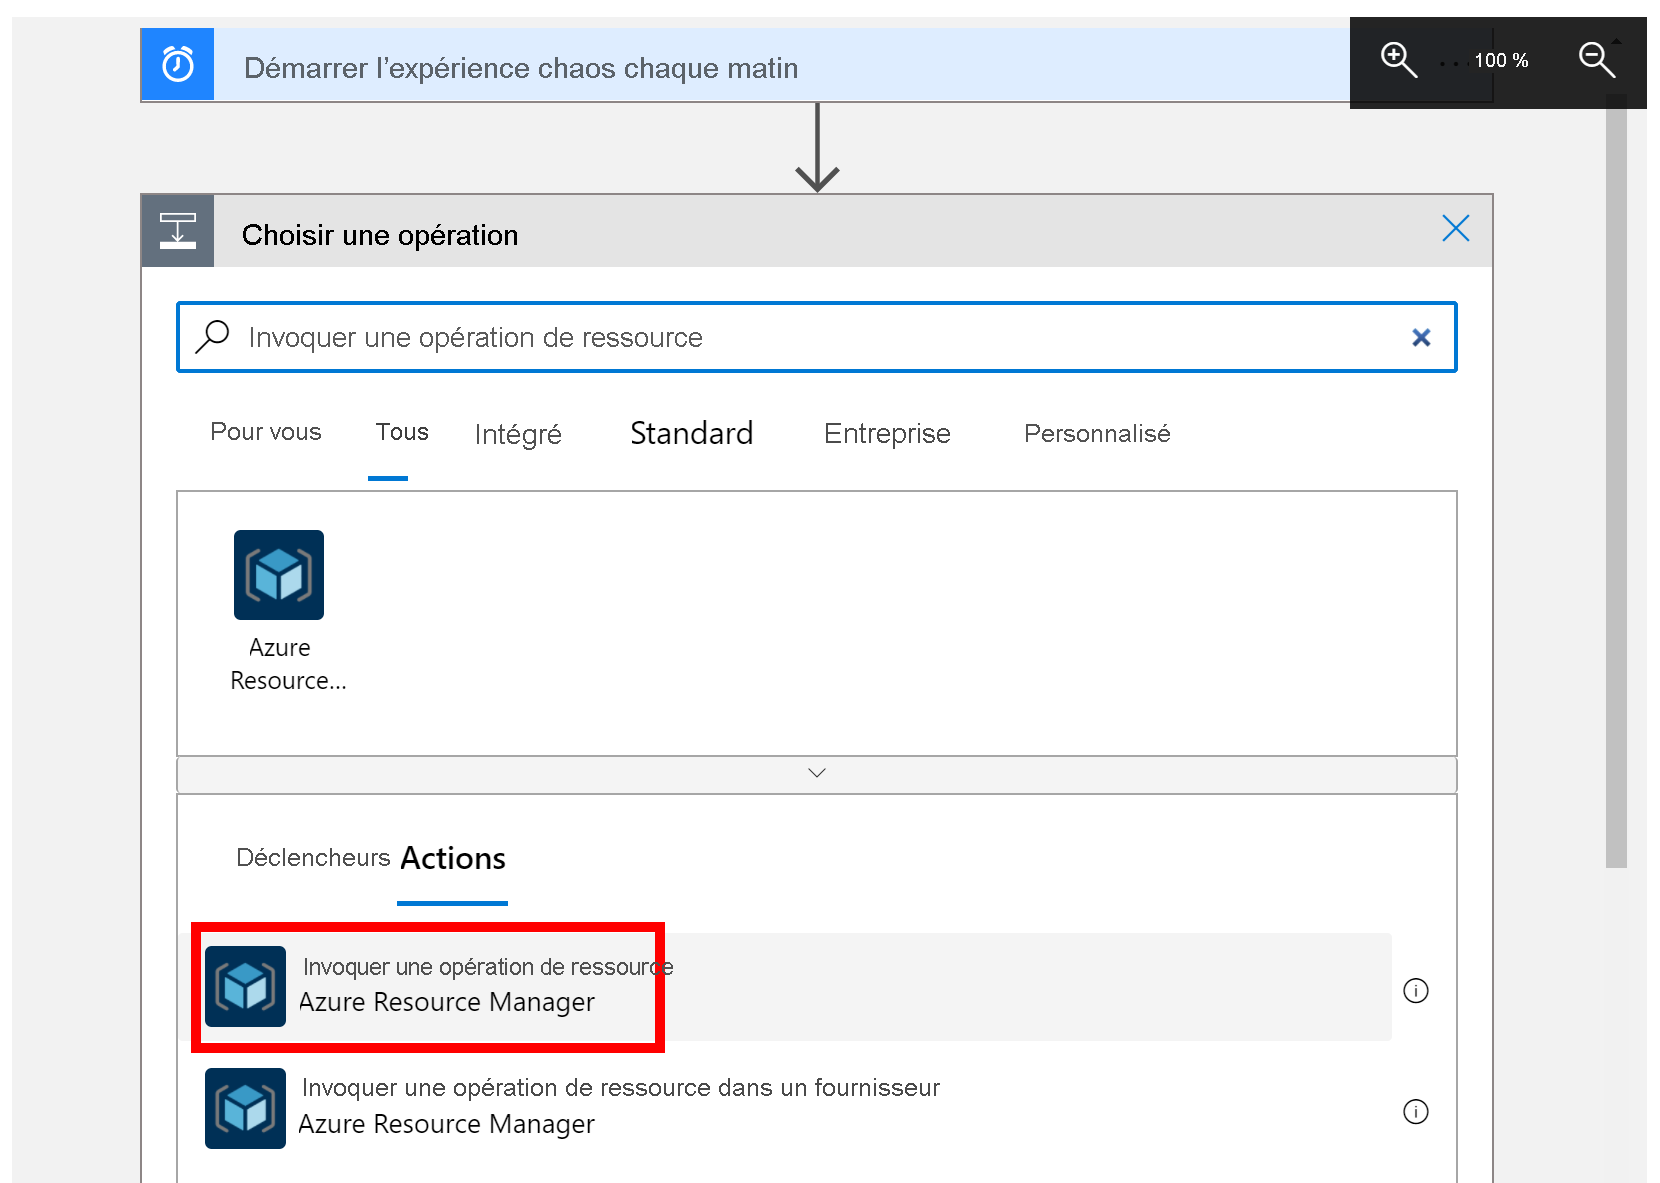 Démarrer l’expérience chaos chaque matin
100 %
Choisir une opération
Invoquer une opération de ressource
Pour vous Tous Intégré Standard Entreprise Personnalisé
Azure
Resource...
Déclencheurs Actions
Invoquer une opération de ressource
Azure Resource Manager
Invoquer une opération de ressource dans un fournisseur
Azure Resource Manager